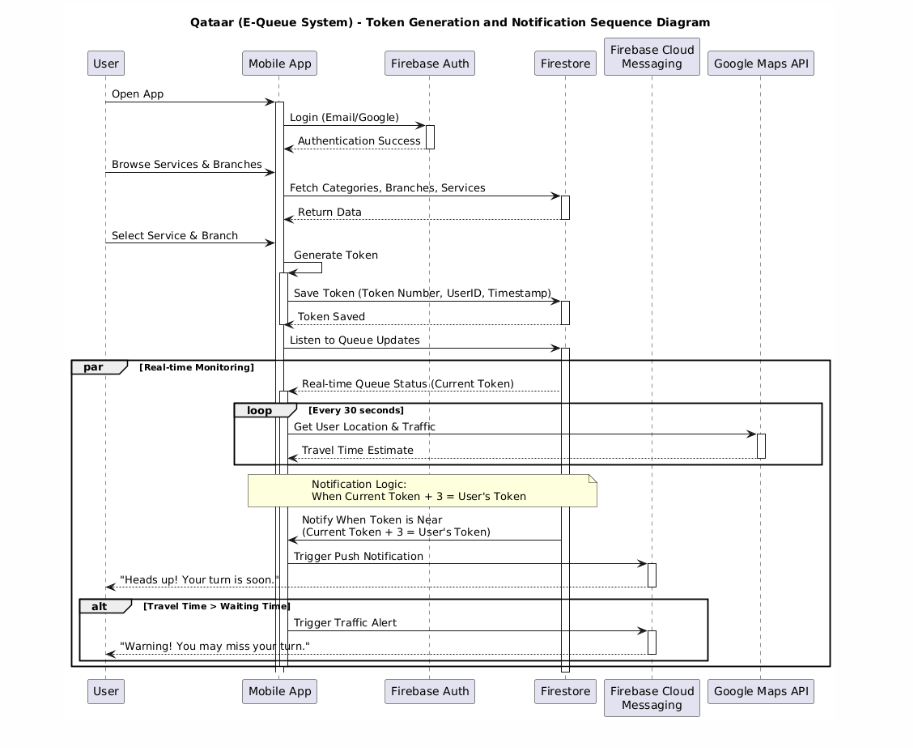 Qataar (E-Queue System) - Token Generation and Notification Sequence Diagram
User
Mobile App
Firebase Auth
Firestore
Firebase Cloud
Messaging
Google Maps API
Open App
Login (Email/Google)
Authentication Success
Browse Services & Branches
Fetch Categories, Branches, Services
Return Data
Select Service & Branch
Generate Token
Save Token (Token Number, UserID, Timestamp)
Token Saved
Listen to Queue Updates
par [Real-time Monitoring]
Real-time Queue Status (Current Token)
loop [Every 30 seconds]
Get User Location & Traffic
Travel Time Estimate
Notification Logic:
When Current Token + 3 = User's Token
Notify When Token is Near
(Current Token + 3 = User's Token)
Trigger Push Notification
"Heads up! Your turn is soon."
alt [Travel Time > Waiting Time]
Trigger Traffic Alert
"Warning! You may miss your turn."
User
Mobile App
Firebase Auth
Firestore
Firebase Cloud
Messaging
Google Maps API